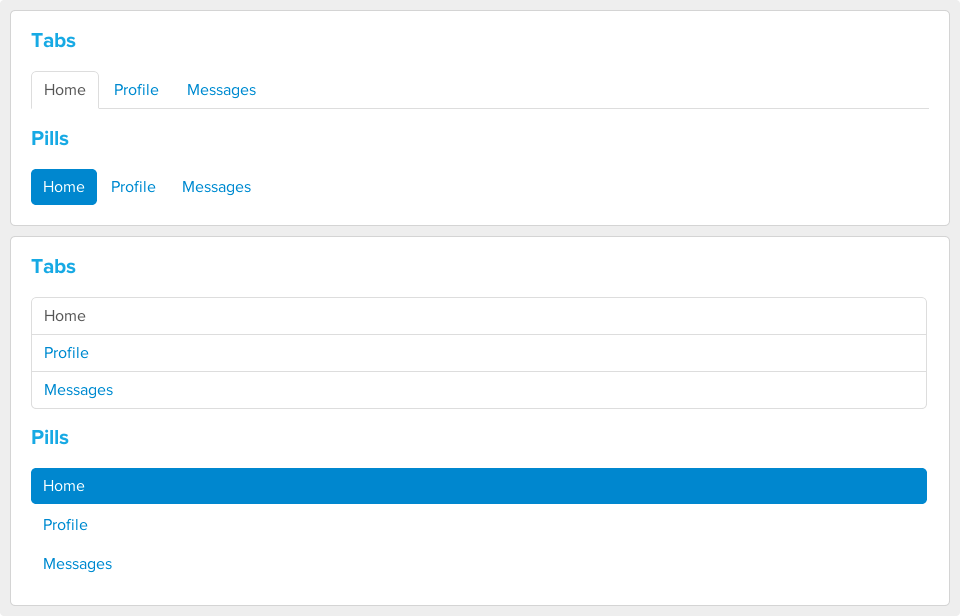 Tabs
Home Profile Messages
Pills
Home Profile Messages
Tabs
Home
Profile
Messages
Pills
Home
Profile
Messages